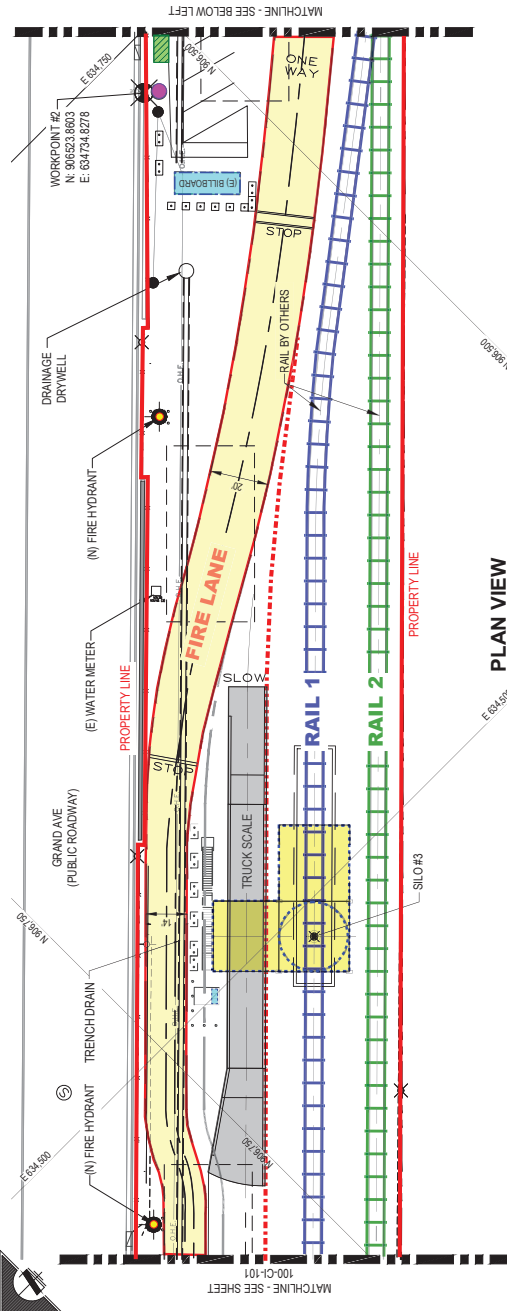 MATCHLINE - SEE BELOW LEFT
E 634,750
N 906,500
WORKPOINT #2
N: 906523.8603
E: 634734.8278
ONE
WAY
(E) BILLBOARD
STOP
DRAINAGE
DRYWELL
O.H.E.
RAIL BY OTHERS
N 906,500
(N) FIRE HYDRANT
20'
O.H.E.
FIRE LANE
(E) WATER METER
PROPERTY LINE
SLOW
RAIL 1
RAIL 2
PROPERTY LINE
PLAN VIEW
E 634,500
STOP
GRAND AVE
(PUBLIC ROADWAY)
TRUCK SCALE
SILO #3
14'
N 906,750
TRENCH DRAIN
S
(N) FIRE HYDRANT
E 634,500
N 906,750
O.H.E.
MATCHLINE - SEE SHEET
100-CI-101